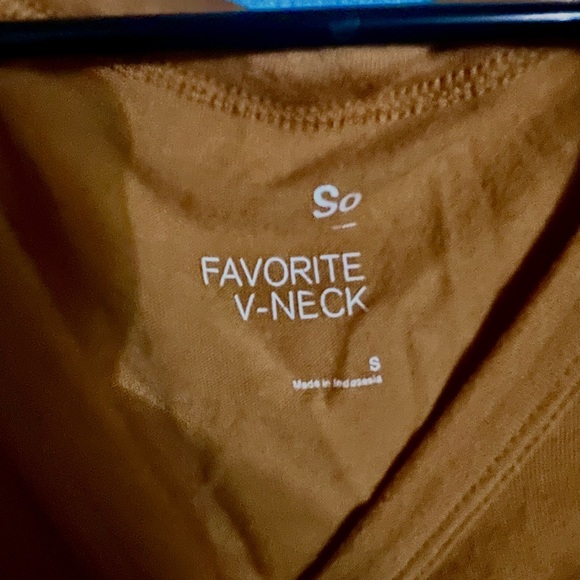 So
FAVORITE
V-NECK
S
Made in Indonesia